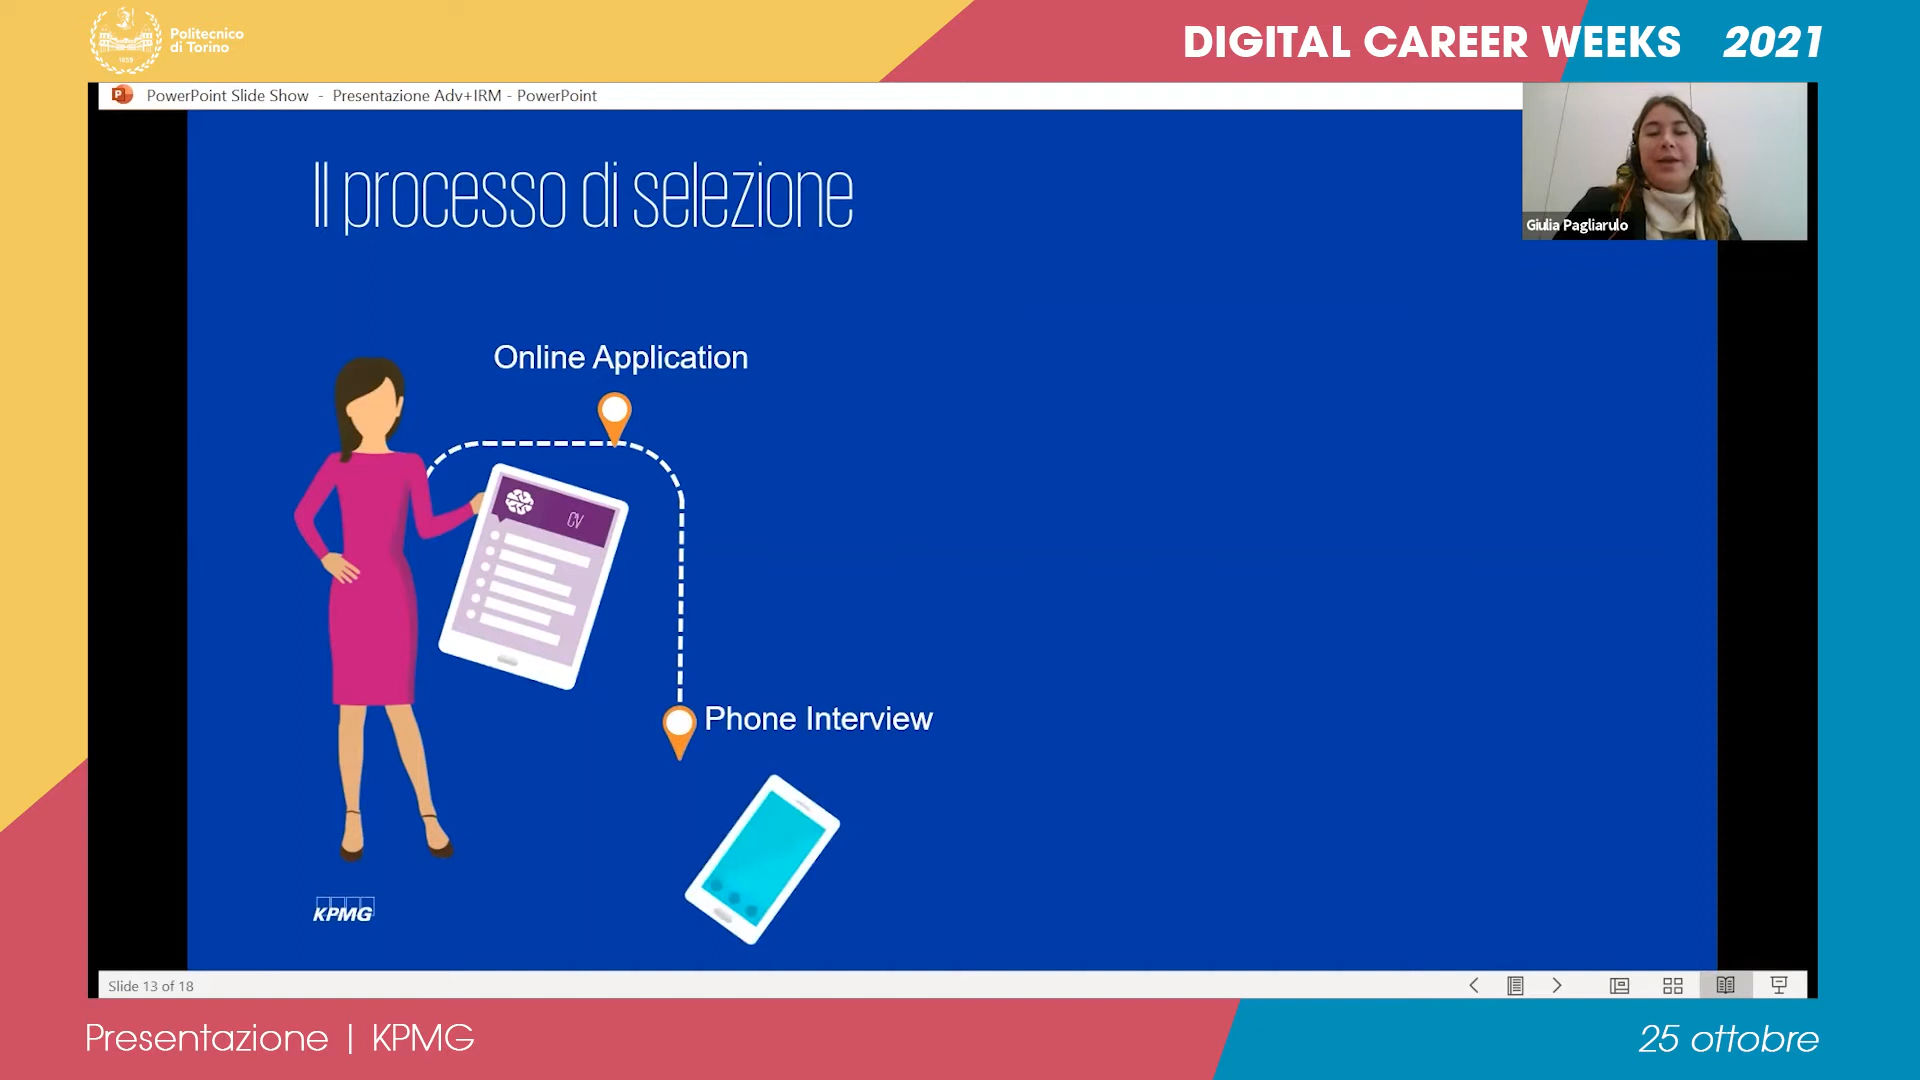 Politecnico
di Torino
1859
DIGITAL CAREER WEEKS 2021
PowerPoint Slide Show - Presentazione Adv+IRM - PowerPoint
Giulia Pagliarulo
Il processo di selezione
Online Application
CV
Phone Interview
KPMG
Slide 13 of 18
Presentazione | KPMG
25 ottobre